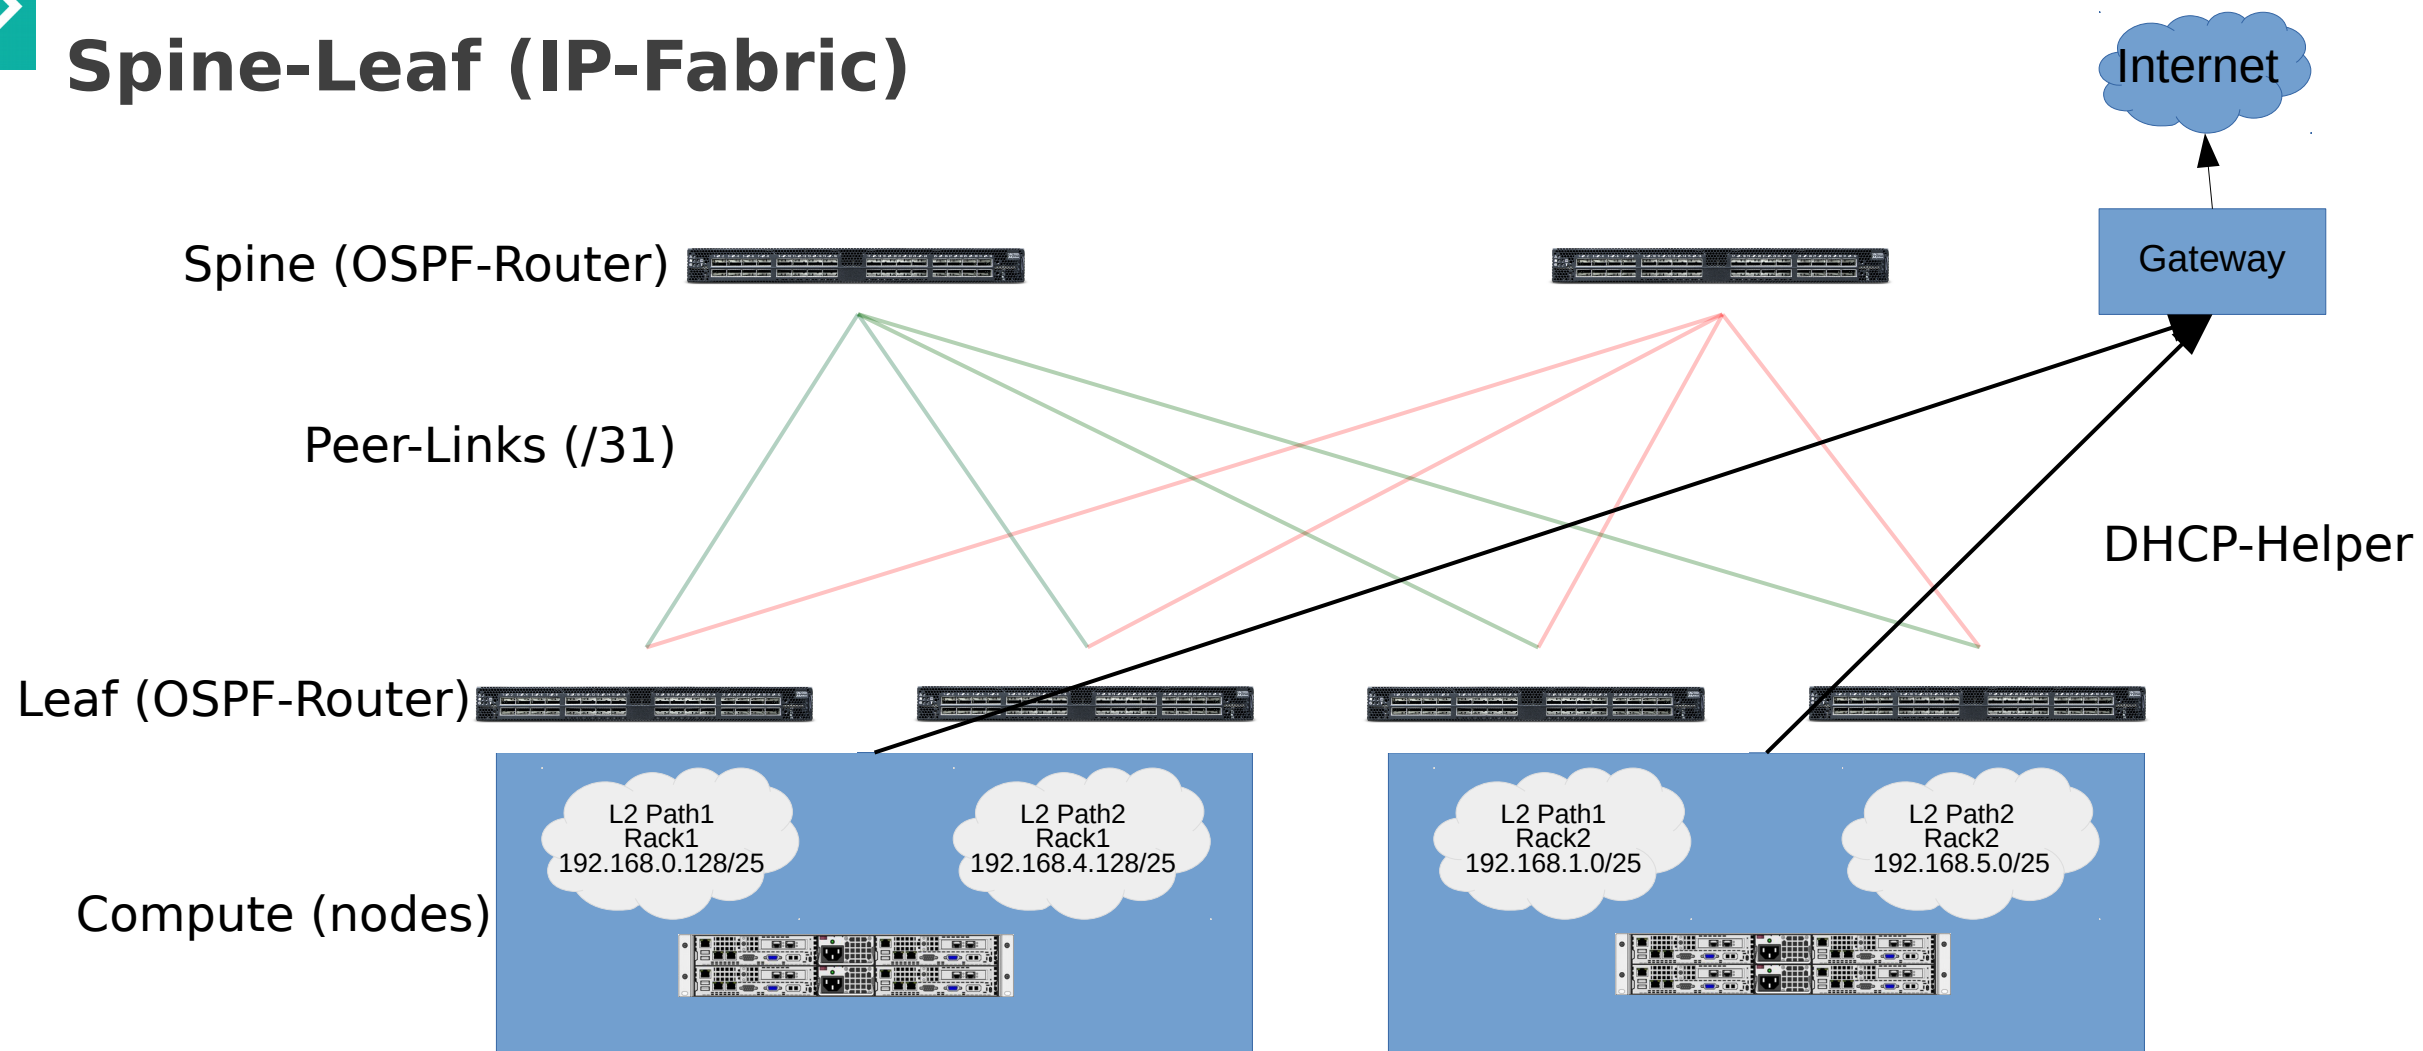 Spine-Leaf (IP-Fabric)
Internet
Spine (OSPF-Router)
Gateway
Peer-Links (/31)
DHCP-Helper
Leaf (OSPF-Router)
L2 Path1
Rack1
192.168.0.128/25
L2 Path2
Rack1
192.168.4.128/25
L2 Path1
Rack2
192.168.1.0/25
L2 Path2
Rack2
192.168.5.0/25
Compute (nodes)